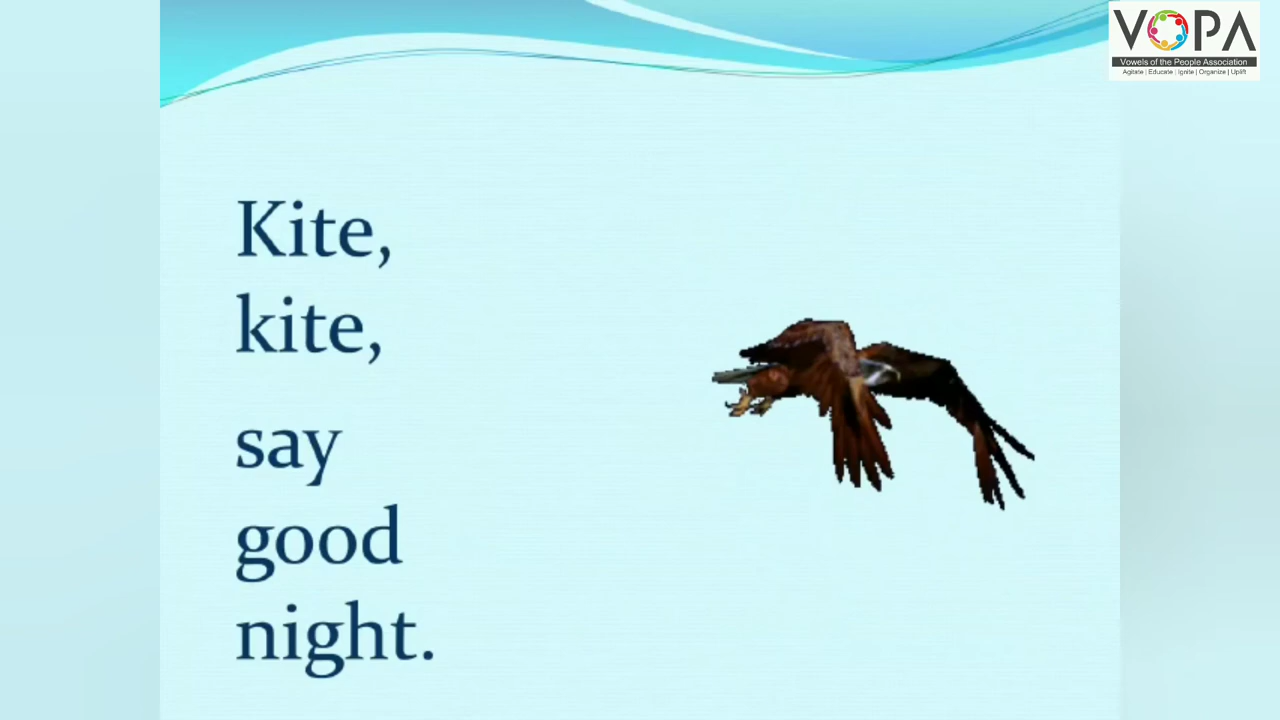 VOPA
Vowels of the People Association
Agitate | Educate | Ignite | Organize | Uplift
Kite,
kite,
say
good
night.